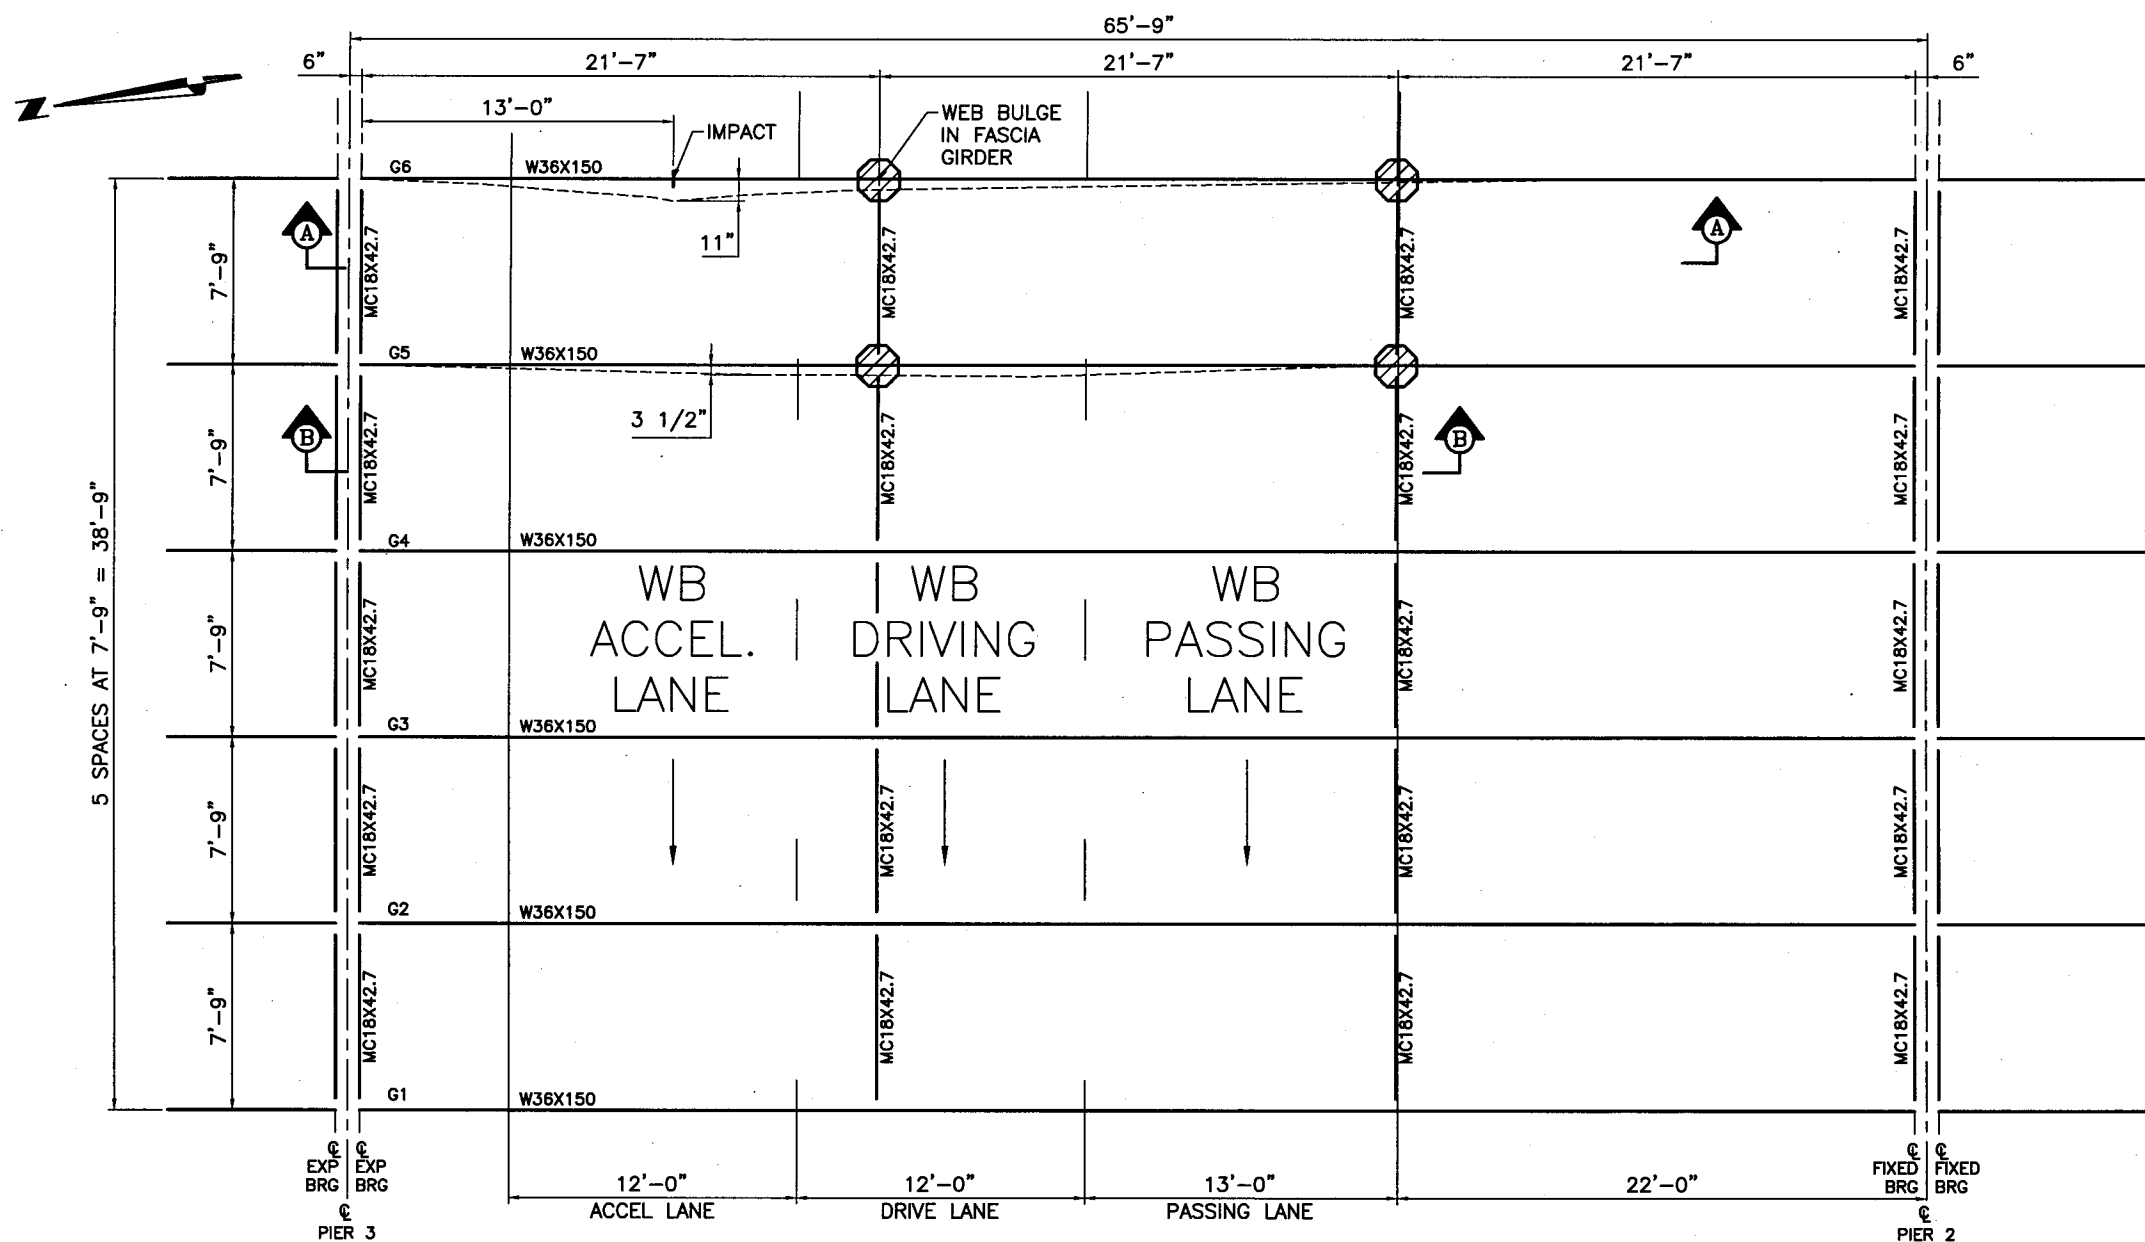 65'-9"
6"
21'-7"
21'-7"
21'-7"
6"
N
13'-0"
IMPACT
WEB BULGE
IN FASCIA
GIRDER
G6
W36X150
11"
A
A
7'-9"
MC18X42.7
MC18X42.7
MC18X42.7
MC18X42.7
G5
W36X150
3 1/2"
B
B
7'-9"
MC18X42.7
MC18X42.7
MC18X42.7
MC18X42.7
5 SPACES AT 7'-9" = 38'-9"
G4
W36X150
WB
ACCEL.
LANE
WB
DRIVING
LANE
WB
PASSING
LANE
7'-9"
MC18X42.7
MC18X42.7
MC18X42.7
G3
W36X150
7'-9"
MC18X42.7
MC18X42.7
MC18X42.7
MC18X42.7
G2
W36X150
7'-9"
MC18X42.7
MC18X42.7
MC18X42.7
MC18X42.7
G1
W36X150
℄ ℄
EXP EXP
BRG BRG
℄
PIER 3
12'-0"
ACCEL LANE
12'-0"
DRIVE LANE
13'-0"
PASSING LANE
22'-0"
℄ ℄
FIXED FIXED
BRG BRG
℄
PIER 2